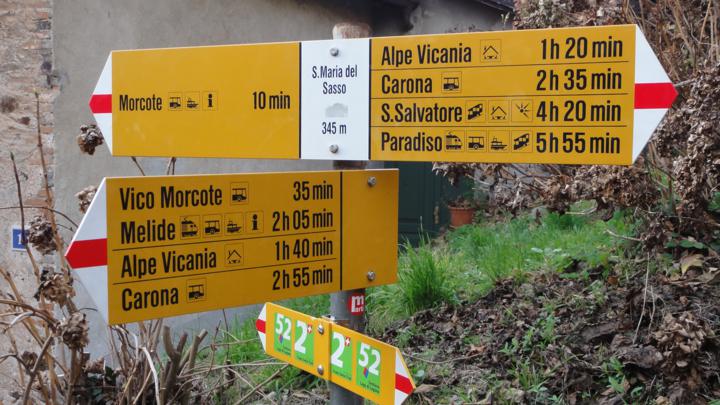 Morcote 10 min
S.Maria del
Sasso
345 m
Alpe Vicania 1h 20 min
Carona 2h 35 min
S.Salvatore 4h 20 min
Paradiso 5h 55 min
Vico Morcote 35 min
Melide 2h 05 min
Alpe Vicania 1h 40 min
Carona 2h 55 min
52 2+ 2+ 52